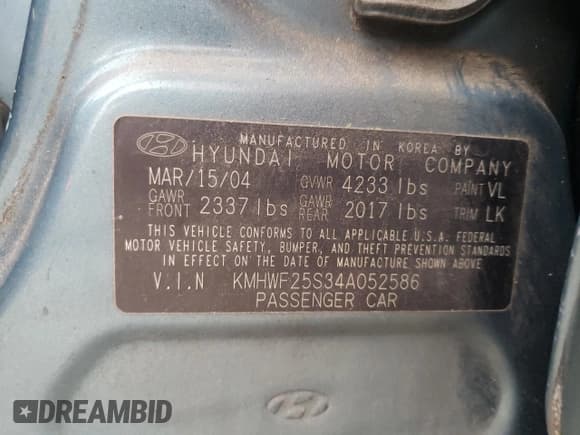 MANUFACTURED IN KOREA BY
HYUNDAI MOTOR COMPANY
MAR/15/04 GVWR 4233 lbs PAINT VL
GAWR FRONT 2337 lbs GAWR REAR 2017 lbs TRIM LK
THIS VEHICLE CONFORMS TO ALL APPLICABLE U.S.A. FEDERAL
MOTOR VEHICLE SAFETY, BUMPER, AND THEFT PREVENTION STANDARDS
IN EFFECT ON THE DATE OF MANUFACTURE SHOWN ABOVE
V.I.N KMHWF25S34A052586
PASSENGER CAR
DREAMBID